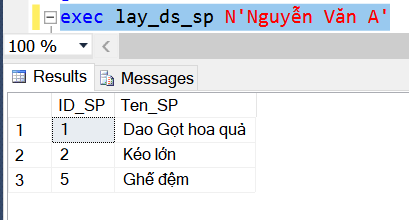 exec lay_ds_sp N'Nguyễn Văn A'
100 %
Results Messages
ID_SP Ten_SP
1 1 Dao Gọt hoa quả
2 2 Kéo lớn
3 5 Ghế đệm